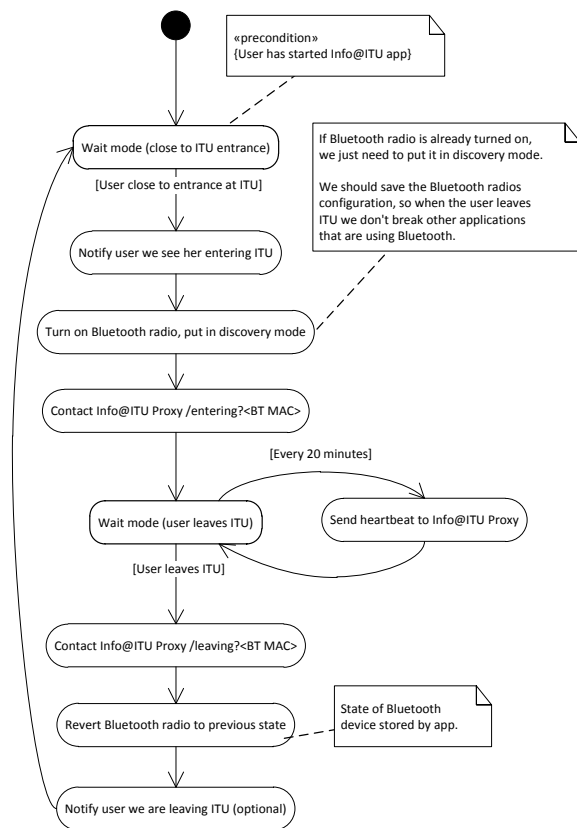 «precondition»
{User has started Info@ITU app}
Wait mode (close to ITU entrance)
[User close to entrance at ITU]
If Bluetooth radio is already turned on,
we just need to put it in discovery mode.
We should save the Bluetooth radios
configuration, so when the user leaves
ITU we don't break other applications
that are using Bluetooth.
Notify user we see her entering ITU
Turn on Bluetooth radio, put in discovery mode
Contact Info@ITU Proxy /entering?<BT MAC>
[Every 20 minutes]
Wait mode (user leaves ITU)
Send heartbeat to Info@ITU Proxy
[User leaves ITU]
Contact Info@ITU Proxy /leaving?<BT MAC>
Revert Bluetooth radio to previous state
State of Bluetooth
device stored by app.
Notify user we are leaving ITU (optional)